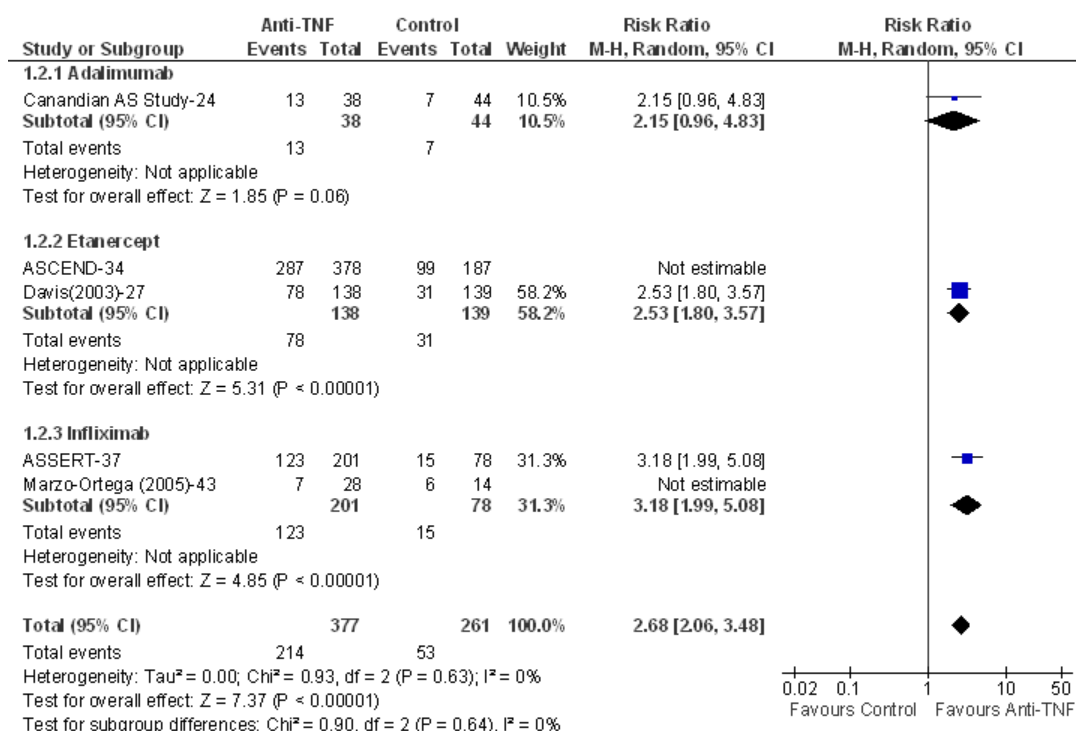 Anti-TNF Control Risk Ratio Risk Ratio
Study or Subgroup Events Total Events Total Weight M-H, Random, 95% CI M-H, Random, 95% CI
1.2.1 Adalimumab
Canandian AS Study-24 13 38 7 44 10.5% 2.15 [0.96, 4.83]
Subtotal (95% CI) 38 44 10.5% 2.15 [0.96, 4.83]
Total events 13 7
Heterogeneity: Not applicable
Test for overall effect: Z = 1.85 (P = 0.06)
1.2.2 Etanercept
ASCEND-34 287 378 99 187 Not estimable
Davis(2003)-27 78 138 31 139 58.2% 2.53 [1.80, 3.57]
Subtotal (95% CI) 138 139 58.2% 2.53 [1.80, 3.57]
Total events 78 31
Heterogeneity: Not applicable
Test for overall effect: Z = 5.31 (P < 0.00001)
1.2.3 Infliximab
ASSERT-37 123 201 15 78 31.3% 3.18 [1.99, 5.08]
Marzo-Ortega (2005)-43 7 28 6 14 Not estimable
Subtotal (95% CI) 201 78 31.3% 3.18 [1.99, 5.08]
Total events 123 15
Heterogeneity: Not applicable
Test for overall effect: Z = 4.85 (P < 0.00001)
Total (95% CI) 377 261 100.0% 2.68 [2.06, 3.48]
Total events 214 53
Heterogeneity: Tau² = 0.00; Chi² = 0.93, df = 2 (P = 0.63); I² = 0%
Test for overall effect: Z = 7.37 (P < 0.00001)
Test for subgroup differences: Chi² = 0.90, df = 2 (P = 0.64), I² = 0%
0.02 0.1 1 10 50
Favours Control Favours Anti-TNF